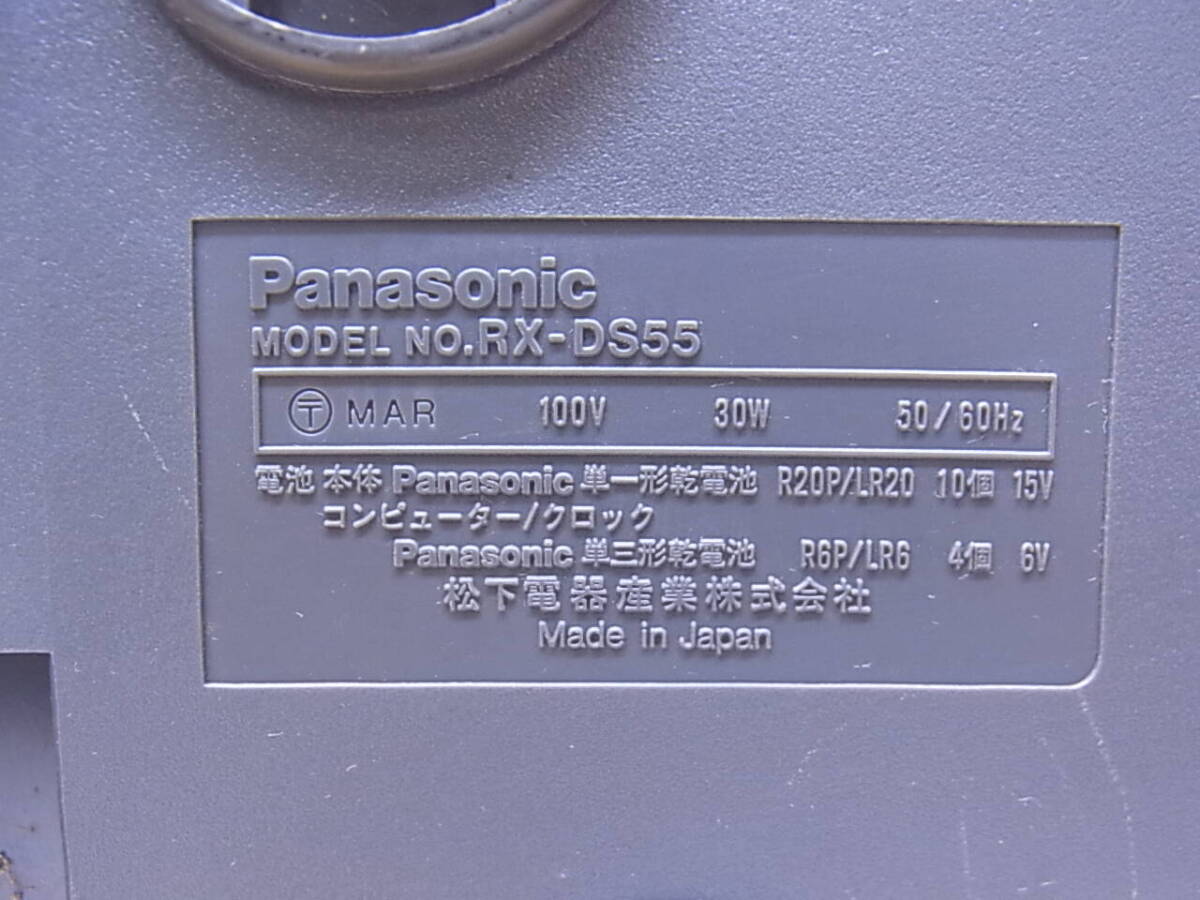 Panasonic
MODEL NO.RX-DS55
〒 MAR 100V 30W 50/60Hz
電池 本体 Panasonic 単一形乾電池 R20P/LR20 10個 15V
コンピューター/クロック
Panasonic 単三形乾電池 R6P/LR6 4個 6V
松下電器産業株式会社
Made in Japan